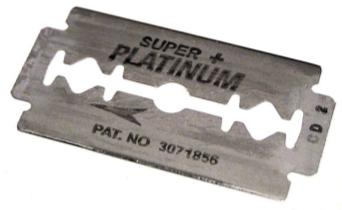 SUPER +
PLATINUM
PAT. NO 3071856
CD 2